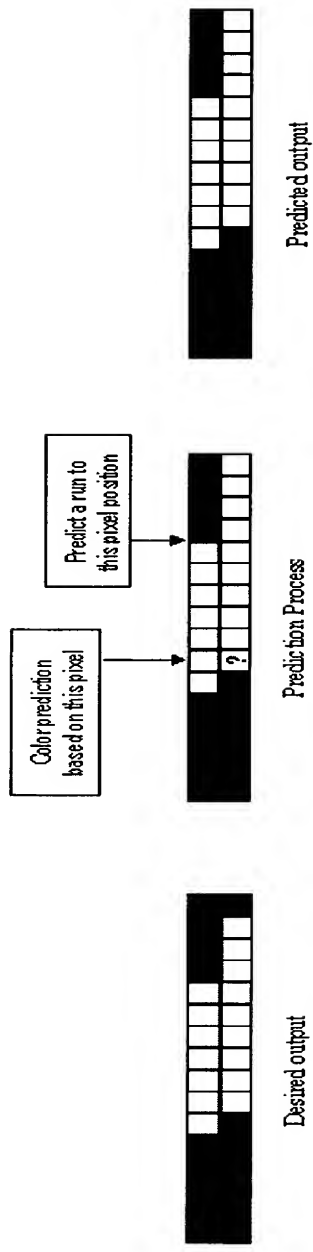 Color prediction
based on this pixel
Predict a run to
this pixel position
?
Desired output
Prediction Process
Predicted output